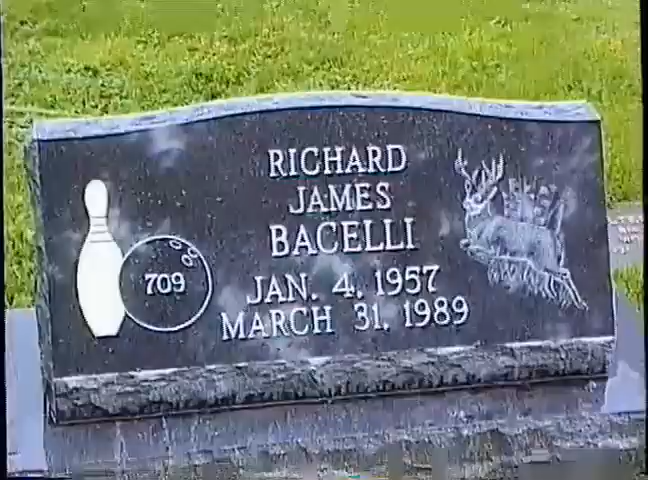 RICHARD
JAMES
BACELLI
JAN. 4, 1957
MARCH 31, 1989
709